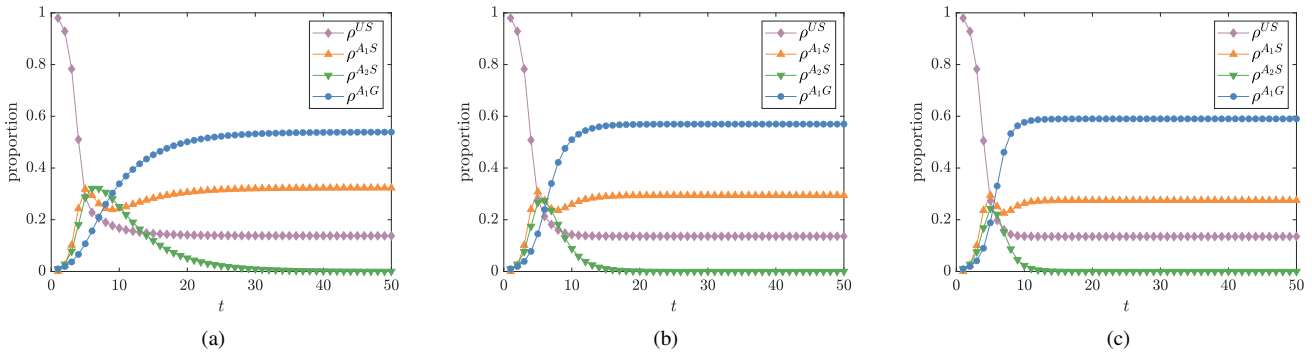 1
0.8
0.6
0.4
0.2
0
proportion
0 10 20 30 40 50
t
ρ^{US}
ρ^{A_1S}
ρ^{A_2S}
ρ^{A_1G}
(a)
1
0.8
0.6
0.4
0.2
0
proportion
0 10 20 30 40 50
t
ρ^{US}
ρ^{A_1S}
ρ^{A_2S}
ρ^{A_1G}
(b)
1
0.8
0.6
0.4
0.2
0
proportion
0 10 20 30 40 50
t
ρ^{US}
ρ^{A_1S}
ρ^{A_2S}
ρ^{A_1G}
(c)